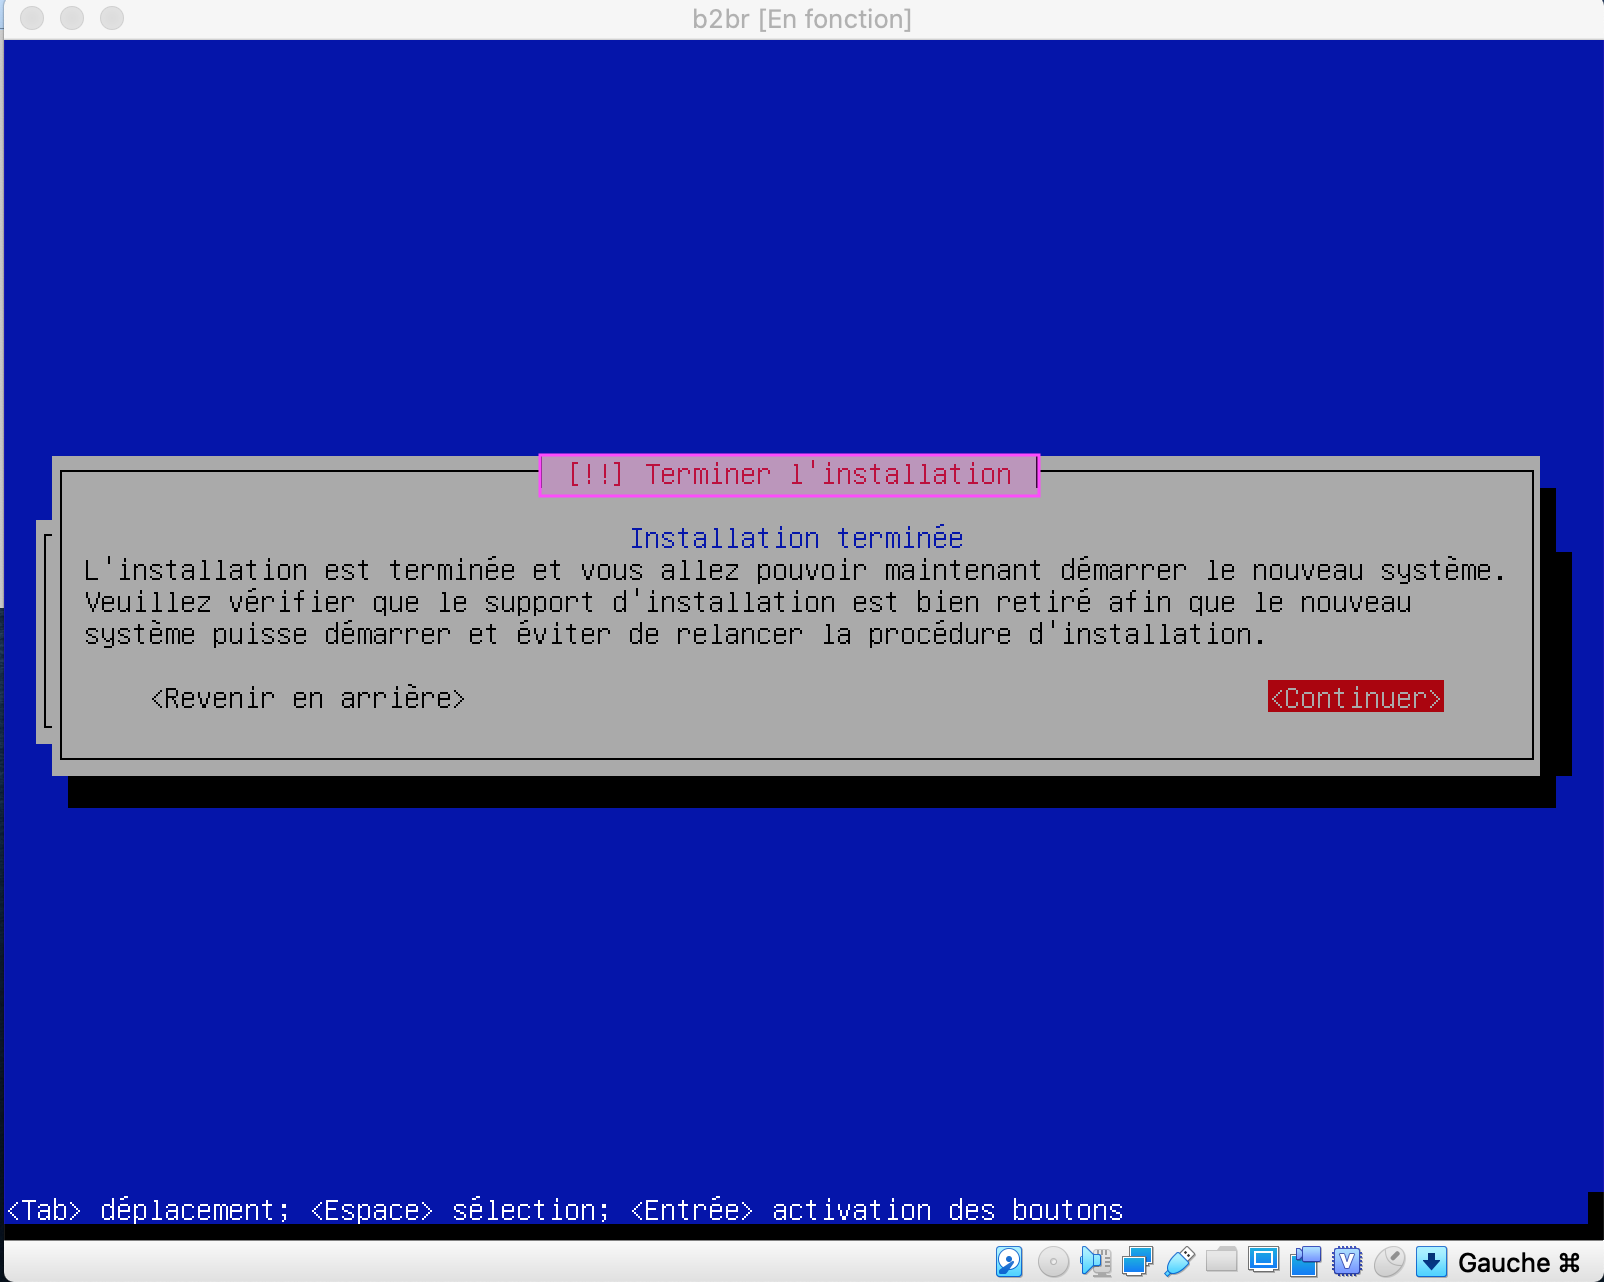 b2br [En fonction]
[!!] Terminer l'installation
Installation terminée
L'installation est terminée et vous allez pouvoir maintenant démarrer le nouveau système.
Veuillez vérifier que le support d'installation est bien retiré afin que le nouveau
système puisse démarrer et éviter de relancer la procédure d'installation.
<Revenir en arrière> <Continuer>
<Tab> déplacement; <Espace> sélection; <Entrée> activation des boutons
Gauche ⌘